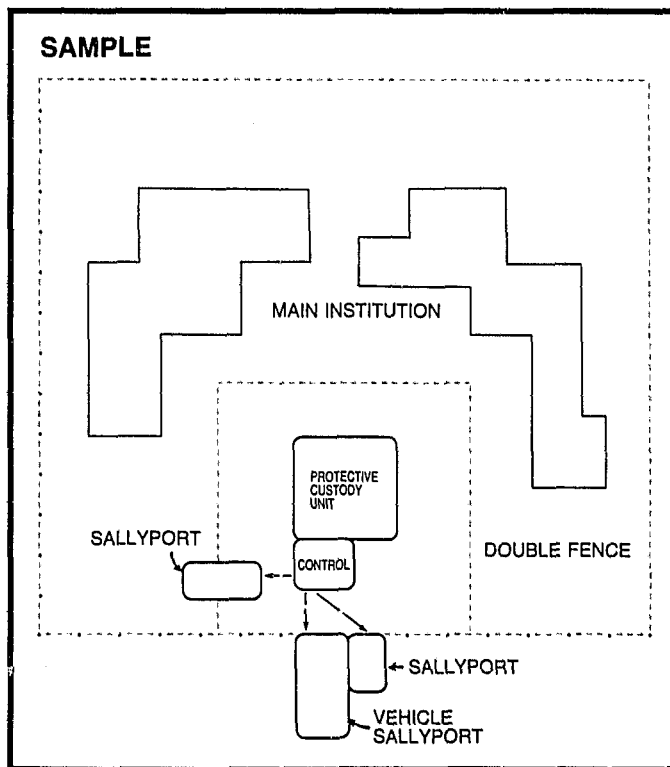 SAMPLE
MAIN INSTITUTION
PROTECTIVE
CUSTODY
UNIT
SALLYPORT
CONTROL
DOUBLE FENCE
SALLYPORT
VEHICLE
SALLYPORT